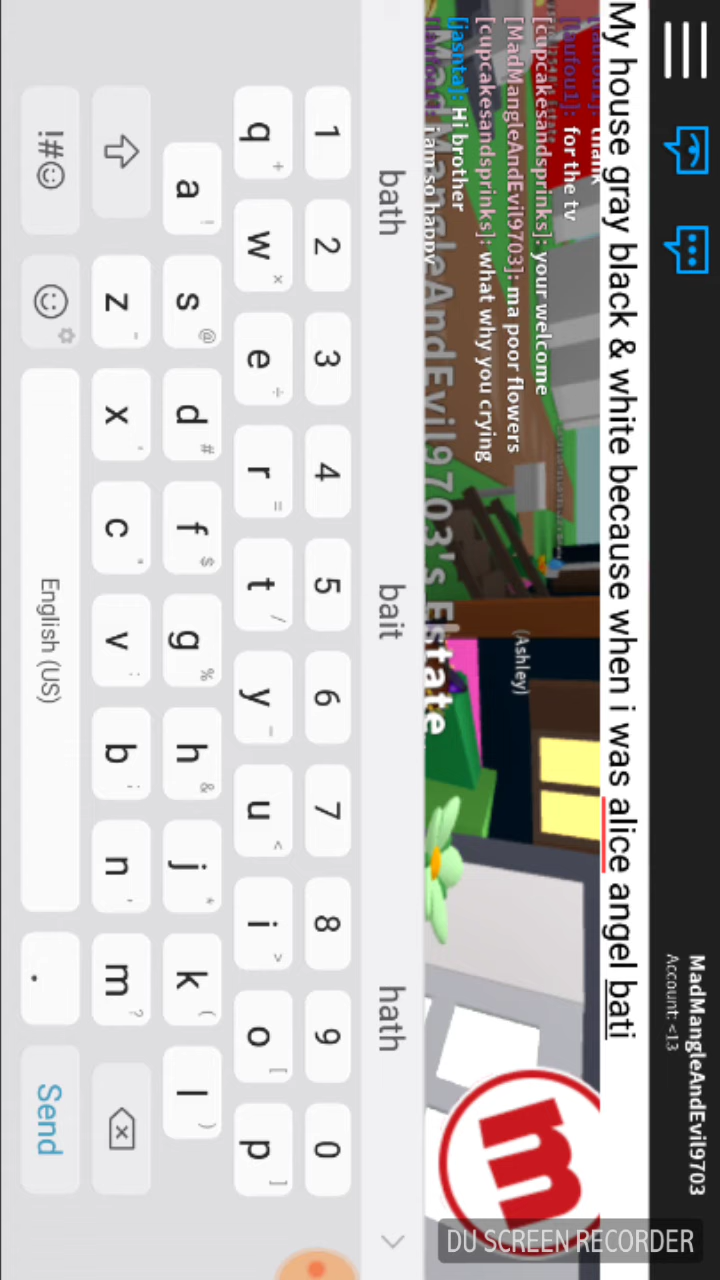 MadMangleAndEvil9703
Account: <13
My house gray black & white because when i was alice angel bati
thank
[aufou1]: for the tv
[cupcakesandsprinks]: your welcome
[MadMangleAndEvil9703]: ma poor flowers
[cupcakesandsprinks]: what why you crying
[jasnta]: Hi brother
i am so happy
MadMangleAndEvil9703's Estate
(Ashley)
m
bath bait hath
1 2 3 4 5 6 7 8 9 0
q + w × e ÷ r = t / y _ u < i > o [ p ]
a ! s @ d # f $ g % h & j * k ( l )
z - x ' c " v : b ; n , m ?
!#☺ English (US) . Send
DU SCREEN RECORDER